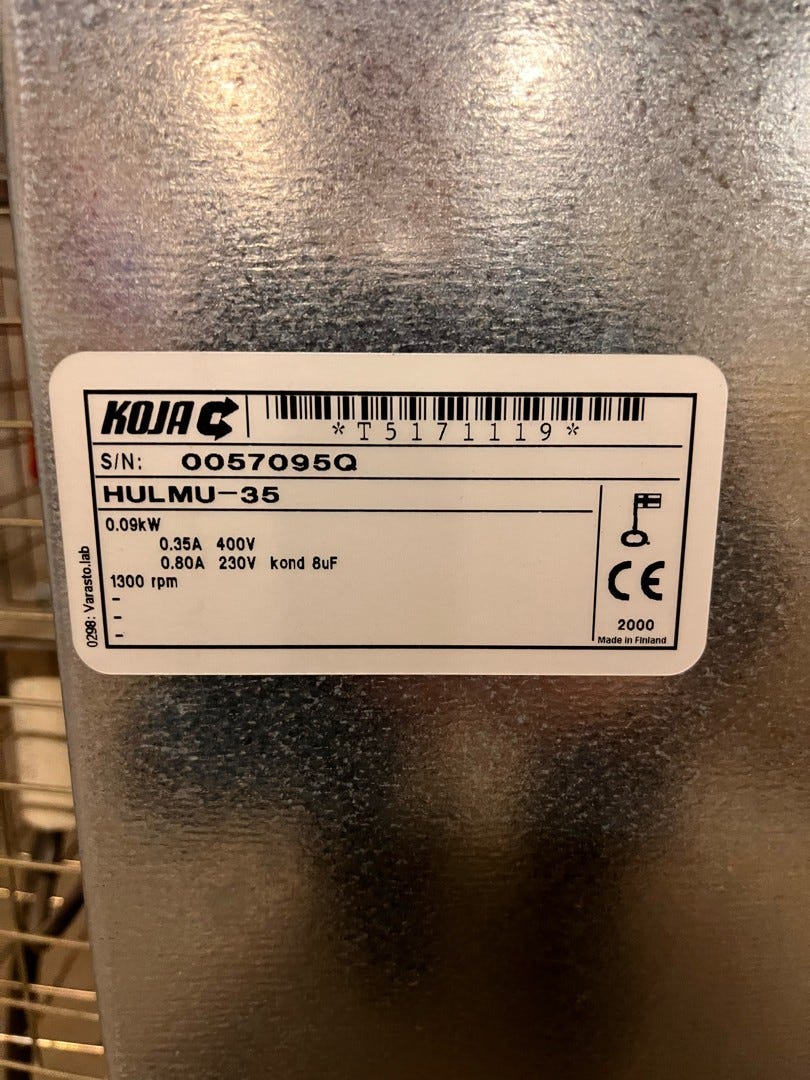 KOJA
*T5171119*
S/N: 0057095Q
HULMU-35
0.09kW
0.35A 400V
0.80A 230V kond 8uF
1300 rpm
-
-
-
CE
2000
Made in Finland
0298: Varasto.lab